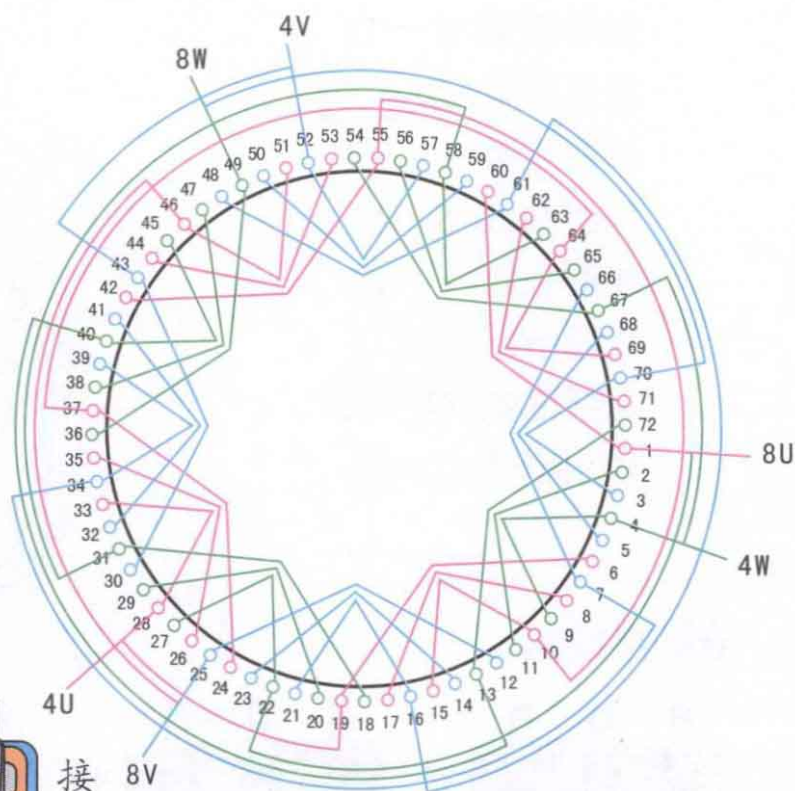 4V
8W
48 49 50 51 52 53 54 55 56 57 58 59 60 61
62 63 64 65 66 67 68 69 70 71 72
1 2 3 4 5 6 7 8 9 10 11 12 13 14 15 16 17 18
19 20 21 22 23 24 25 26 27 28 29 30 31 32 33 34 35 36
37 38 39 40 41 42 43 44 45 46 47
8U
4W
4U
接
8V